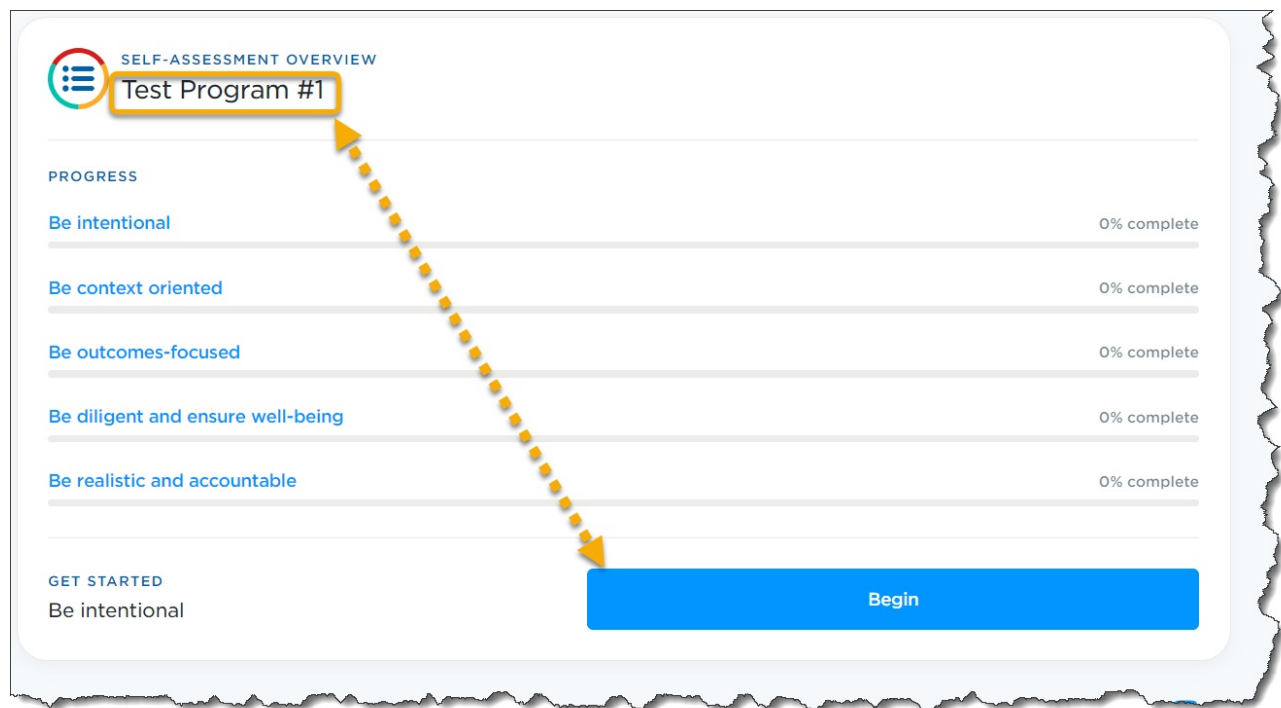 SELF-ASSESSMENT OVERVIEW
Test Program #1
PROGRESS
Be intentional
0% complete
Be context oriented
0% complete
Be outcomes-focused
0% complete
Be diligent and ensure well-being
0% complete
Be realistic and accountable
0% complete
GET STARTED
Be intentional
Begin